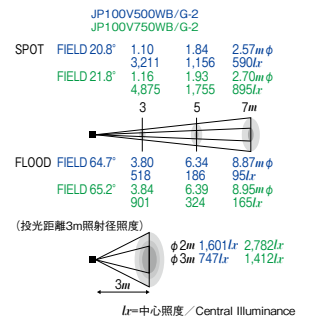 JP100V500WB/G-2
JP100V750WB/G-2
SPOT FIELD 20.8° 1.10 1.84 2.57mφ
3,211 1,156 590lx
FIELD 21.8° 1.16 1.93 2.70mφ
4,875 1,755 895lx
3 5 7m
FLOOD FIELD 64.7° 3.80 6.34 8.87mφ
518 186 95lx
FIELD 65.2° 3.84 6.39 8.95mφ
901 324 165lx
(投光距離3m照射径照度)
φ2m 1,601lx 2,782lx
φ3m 747lx 1,412lx
3m
lx=中心照度/Central Illuminance